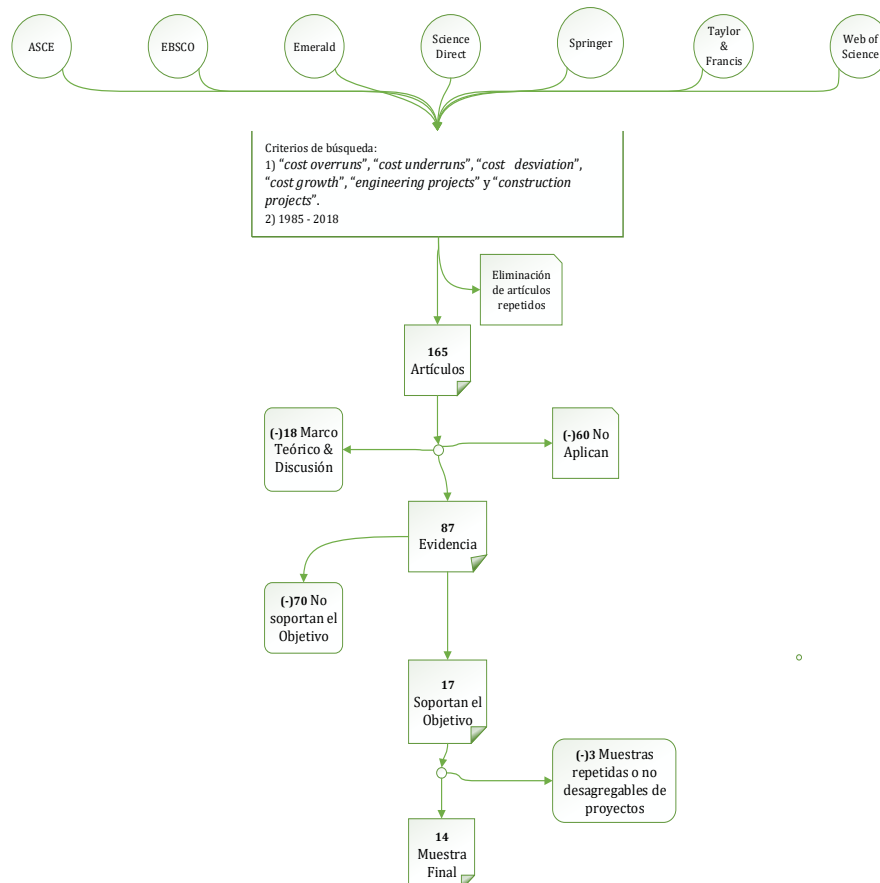 ASCE
EBSCO
Emerald
Science
Direct
Springer
Taylor
&
Francis
Web of
Science
Criterios de búsqueda:
1) “cost overruns”, “cost underruns”, “cost desviation”,
“cost growth”, “engineering projects” y “construction
projects”.
2) 1985 - 2018
Eliminación
de artículos
repetidos
165
Artículos
(-)18 Marco
Teórico &
Discusión
(-)60 No
Aplican
87
Evidencia
(-)70 No
soportan el
Objetivo
17
Soportan el
Objetivo
(-)3 Muestras
repetidas o no
desagregables de
proyectos
14
Muestra
Final